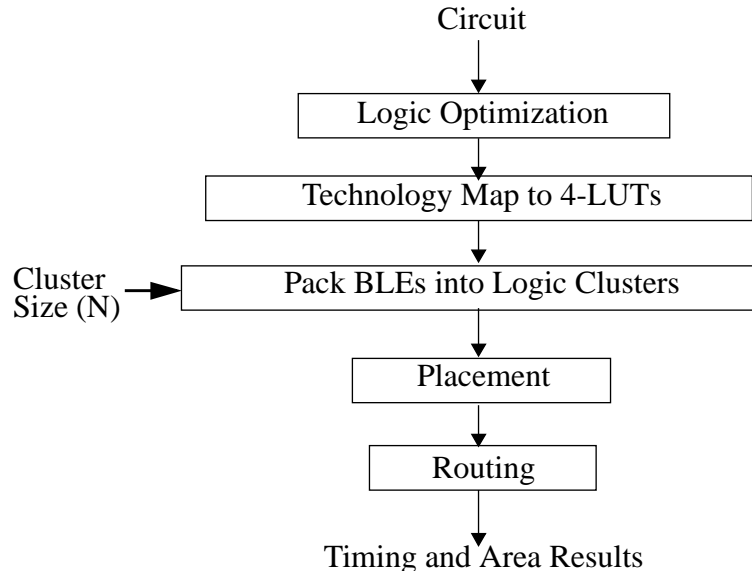 Circuit
Logic Optimization
Technology Map to 4-LUTs
Cluster
Size (N)
Pack BLEs into Logic Clusters
Placement
Routing
Timing and Area Results